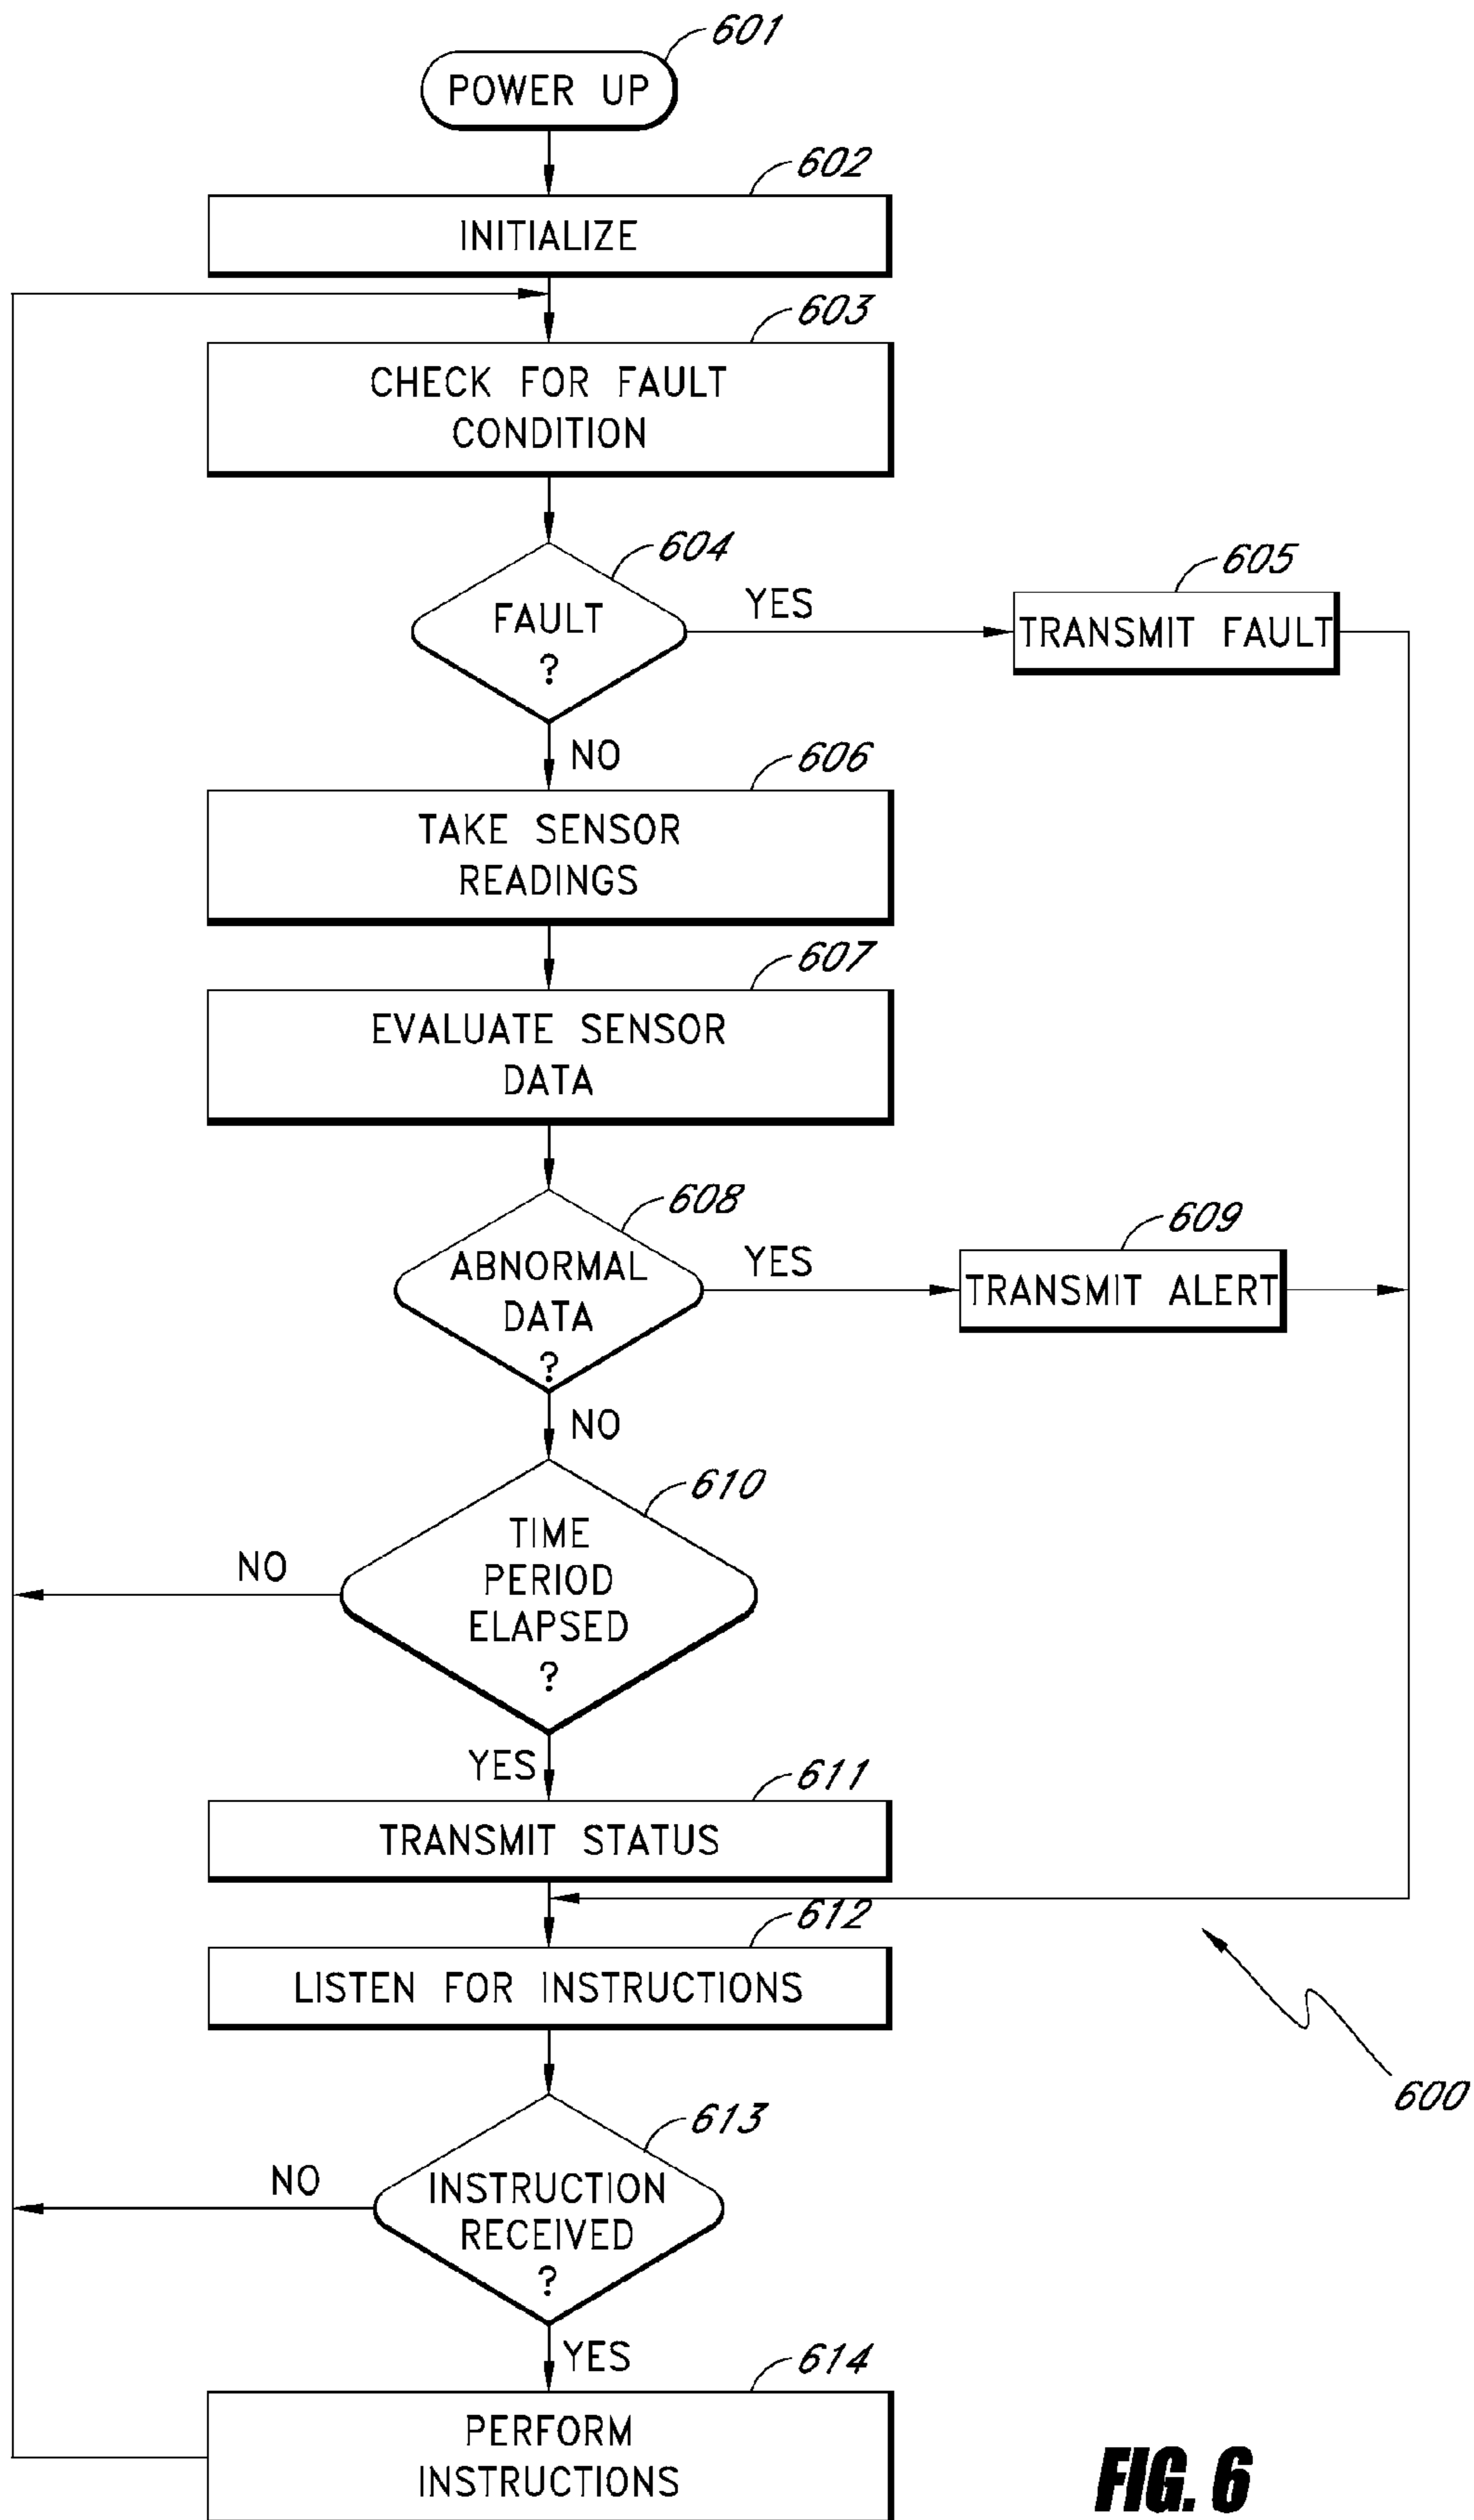 601
POWER UP
602
INITIALIZE
603
CHECK FOR FAULT
CONDITION
604
FAULT
?
YES
605
TRANSMIT FAULT
NO
606
TAKE SENSOR
READINGS
607
EVALUATE SENSOR
DATA
608
ABNORMAL
DATA
?
YES
609
TRANSMIT ALERT
NO
610
TIME
PERIOD
ELAPSED
?
NO
YES
611
TRANSMIT STATUS
612
LISTEN FOR INSTRUCTIONS
600
613
INSTRUCTION
RECEIVED
?
NO
YES
614
PERFORM
INSTRUCTIONS
FIG. 6